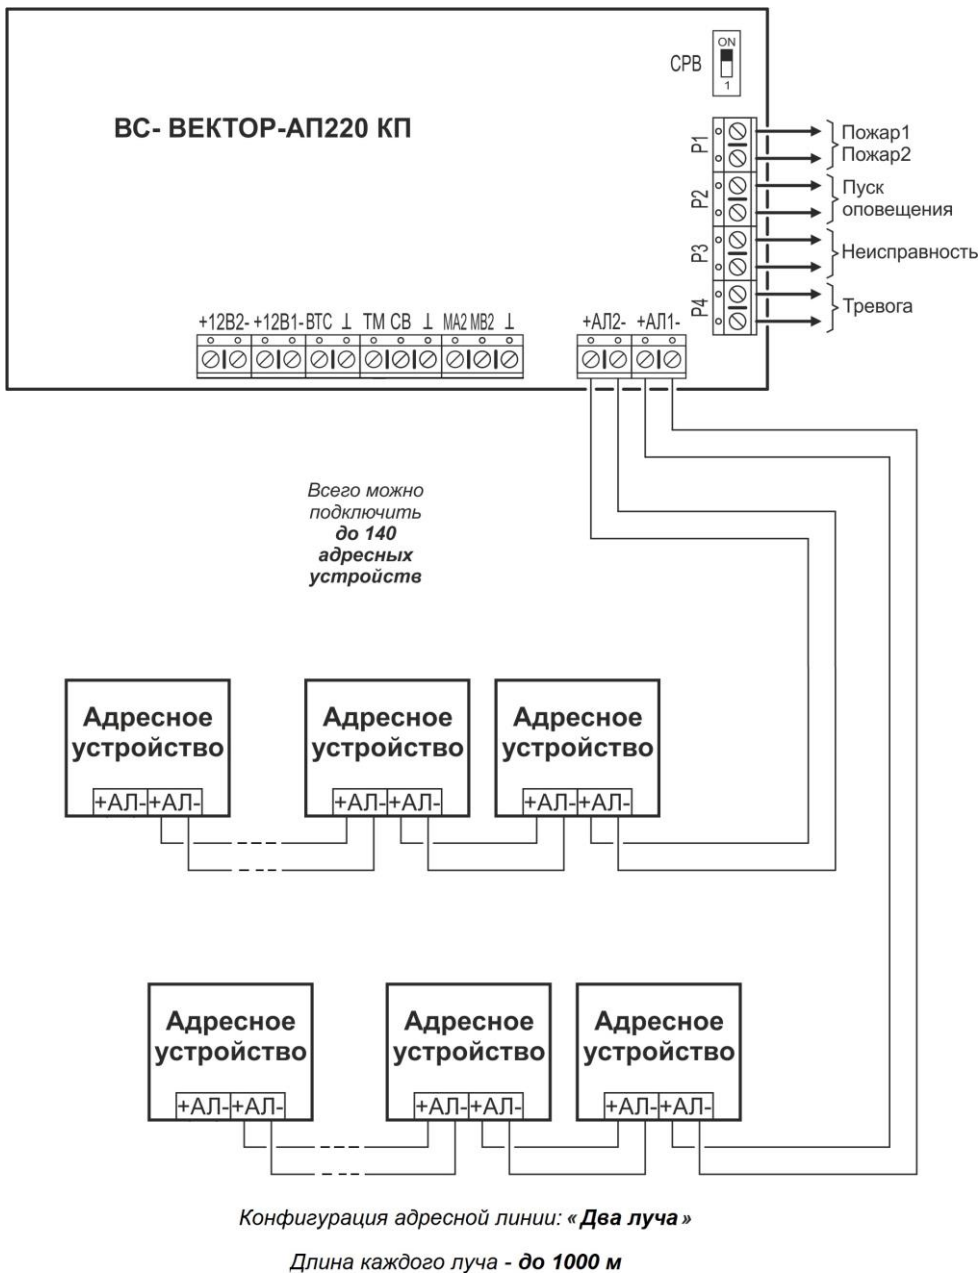 ON
СРВ
1
ВС- ВЕКТОР-АП220 КП
Р1
Пожар1
Пожар2
Р2
Пуск
оповещения
Р3
Неисправность
Р4
Тревога
+12В2- +12В1- ВТС ⊥ ТМ СВ ⊥ МА2 МВ2 ⊥
+АЛ2- +АЛ1-
Всего можно
подключить
до 140
адресных
устройств
Адресное
устройство
+АЛ-+АЛ-
Адресное
устройство
+АЛ-+АЛ-
Адресное
устройство
+АЛ-+АЛ-
Адресное
устройство
+АЛ-+АЛ-
Адресное
устройство
+АЛ-+АЛ-
Адресное
устройство
+АЛ-+АЛ-
Конфигурация адресной линии: «Два луча»
Длина каждого луча - до 1000 м